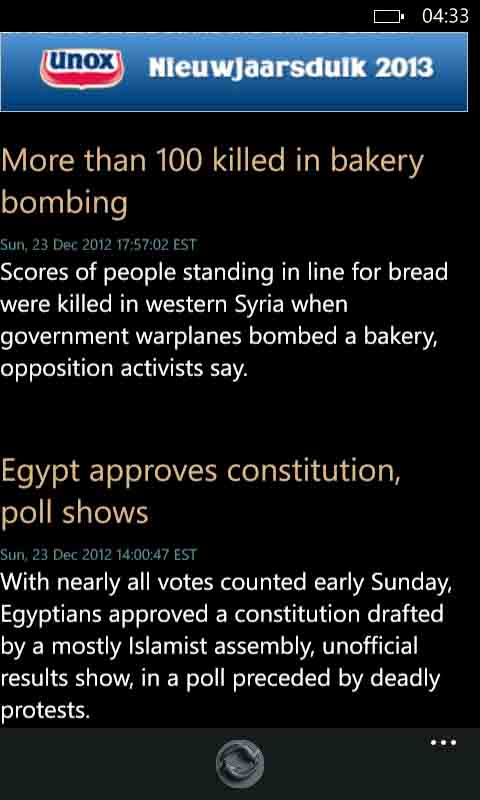 04:33
unox Nieuwjaarsduik 2013
More than 100 killed in bakery
bombing
Sun, 23 Dec 2012 17:57:02 EST
Scores of people standing in line for bread
were killed in western Syria when
government warplanes bombed a bakery,
opposition activists say.
Egypt approves constitution,
poll shows
Sun, 23 Dec 2012 14:00:47 EST
With nearly all votes counted early Sunday,
Egyptians approved a constitution drafted
by a mostly Islamist assembly, unofficial
results show, in a poll preceded by deadly
protests.